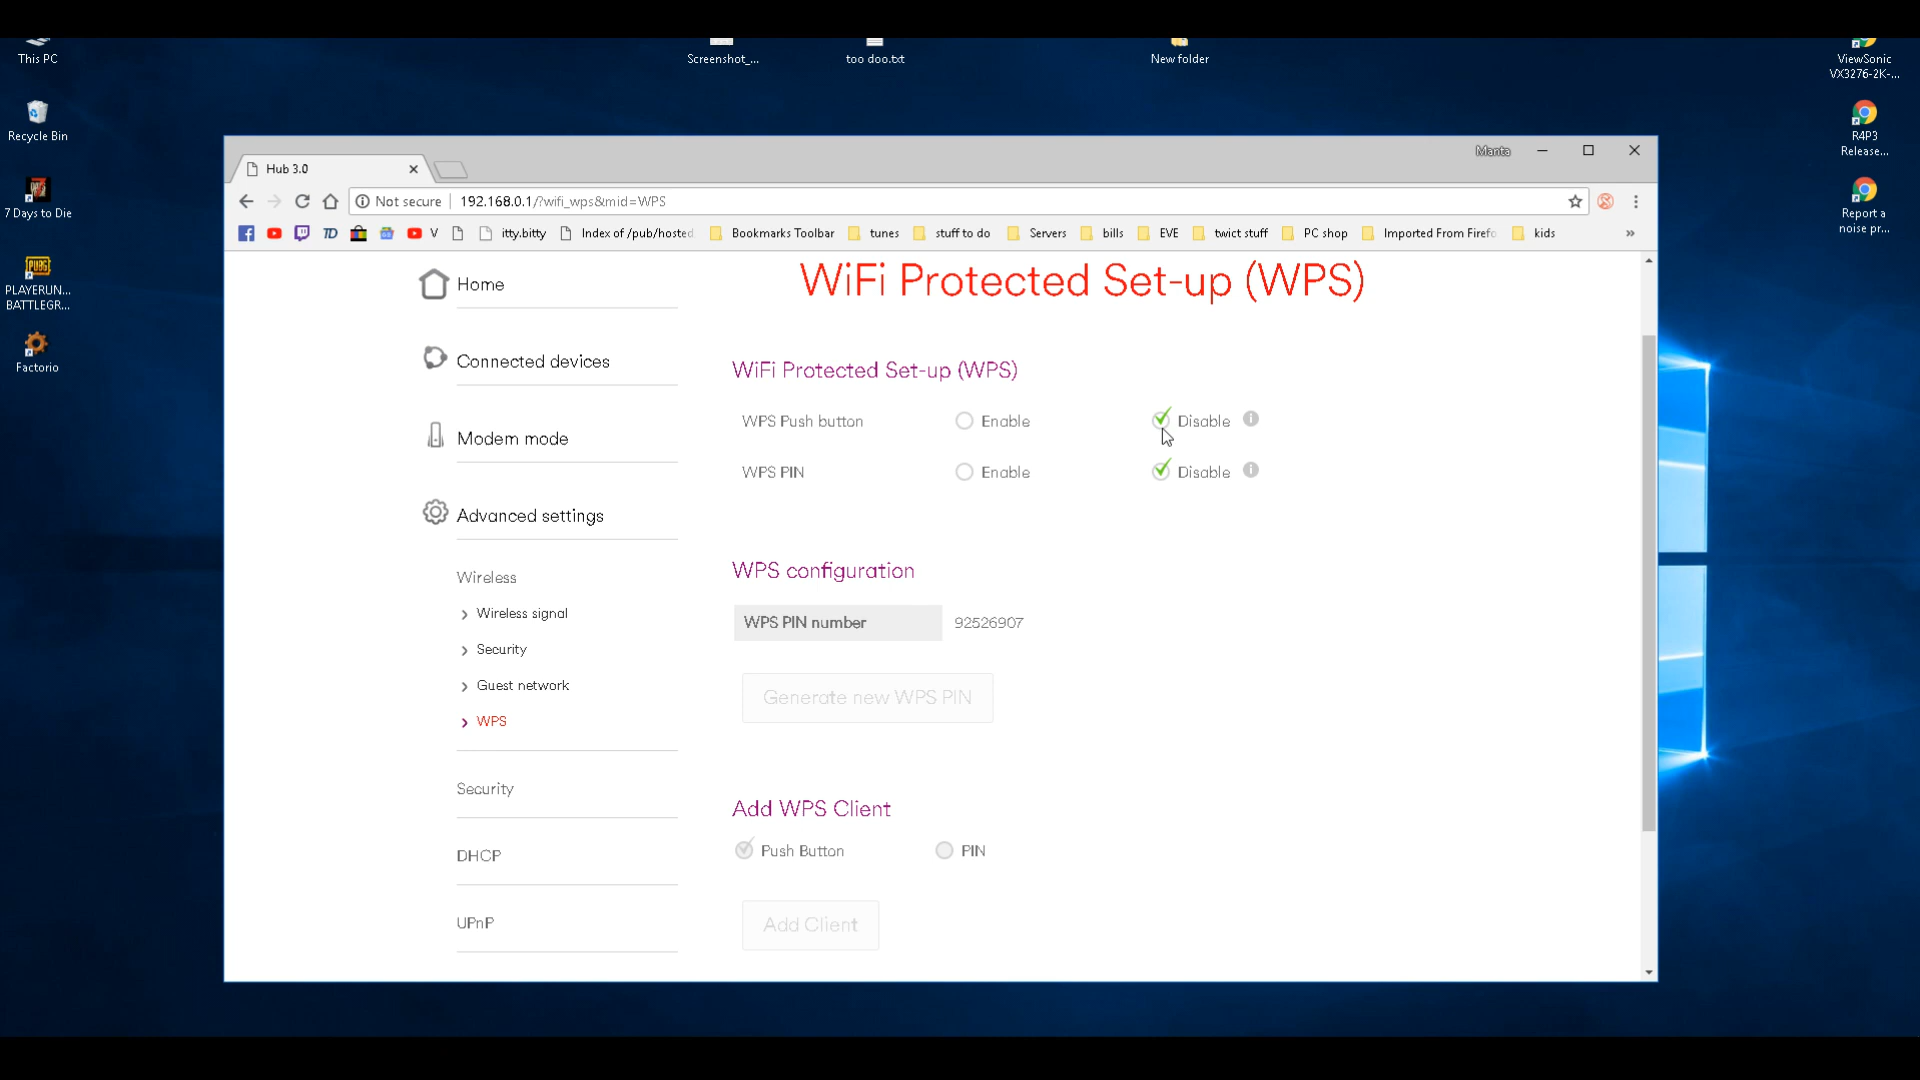 This PC
Screenshot_...
too doo.txt
New folder
ViewSonic
VX3276-2K-...
Recycle Bin
R4P3
Release...
7 Days to Die
Report a
noise pr...
PUBG
PLAYERUN...
BATTLEGR...
Factorio
Manta
Hub 3.0
Not secure
192.168.0.1/?wifi_wps&mid=WPS
TD
V
itty.bitty
Index of /pub/hosted
Bookmarks Toolbar
tunes
stuff to do
Servers
bills
EVE
twict stuff
PC shop
Imported From Firefo
kids
»
Home
Connected devices
Modem mode
Advanced settings
Wireless
Wireless signal
Security
Guest network
WPS
Security
DHCP
UPnP
WiFi Protected Set-up (WPS)
WiFi Protected Set-up (WPS)
WPS Push button Enable Disable
WPS PIN Enable Disable
WPS configuration
WPS PIN number 92526907
Generate new WPS PIN
Add WPS Client
Push Button PIN
Add Client